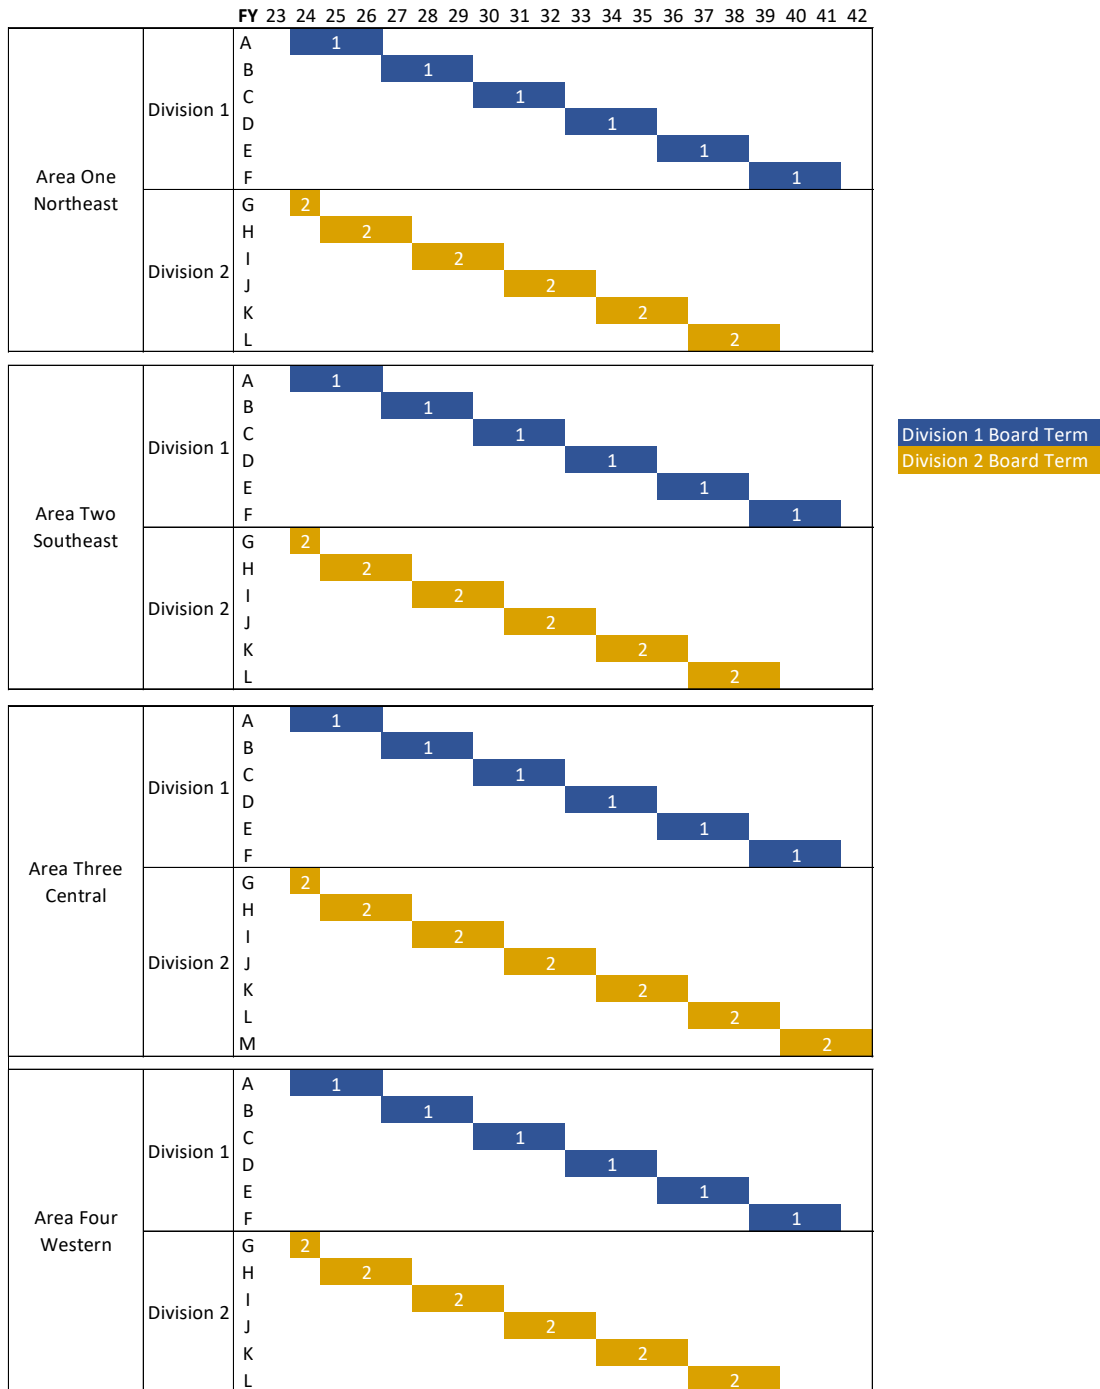 FY 23 24 25 26 27 28 29 30 31 32 33 34 35 36 37 38 39 40 41 42
Area One
Northeast
Division 1
A 1
B 1
C 1
D 1
E 1
F 1
Division 2
G 2
H 2
I 2
J 2
K 2
L 2
Area Two
Southeast
Division 1
A 1
B 1
C 1
D 1
E 1
F 1
Division 2
G 2
H 2
I 2
J 2
K 2
L 2
Division 1 Board Term
Division 2 Board Term
Area Three
Central
Division 1
A 1
B 1
C 1
D 1
E 1
F 1
Division 2
G 2
H 2
I 2
J 2
K 2
L 2
M 2
Area Four
Western
Division 1
A 1
B 1
C 1
D 1
E 1
F 1
Division 2
G 2
H 2
I 2
J 2
K 2
L 2